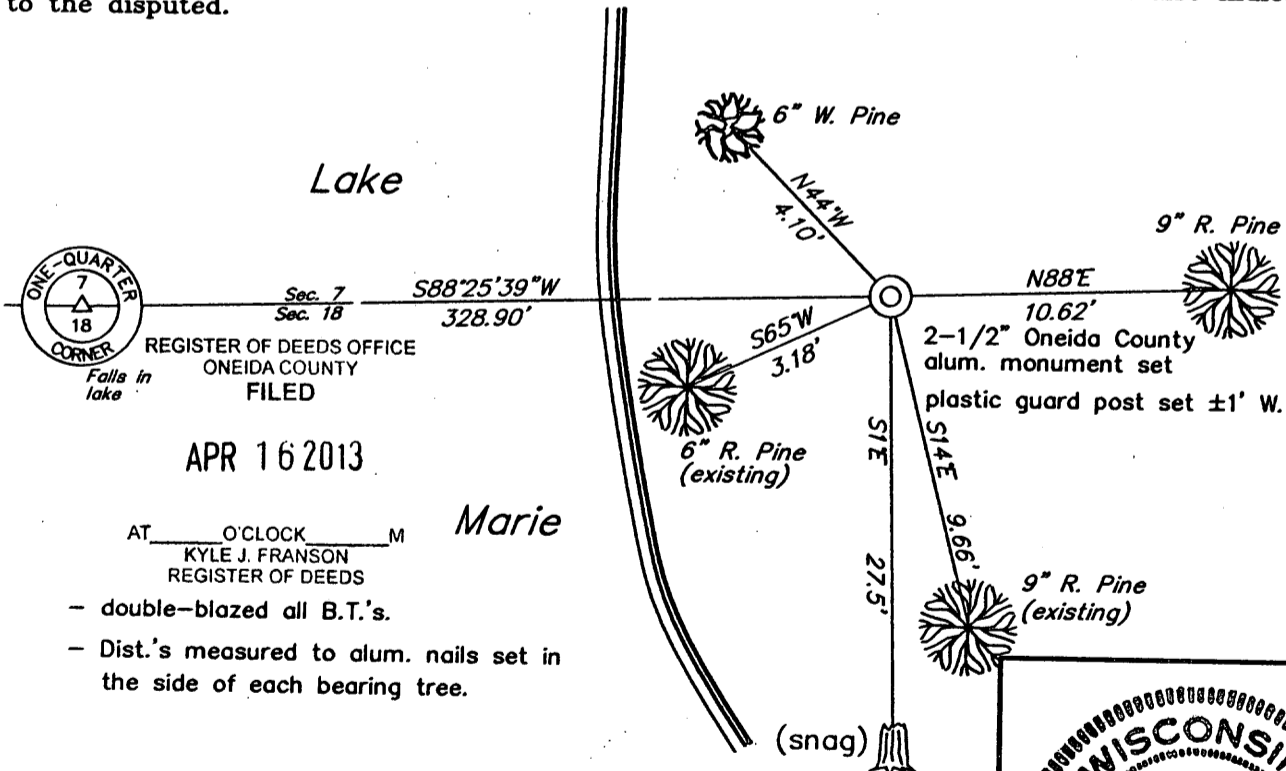 to the disputed.
6" W. Pine
Lake
N44°W
4.10'
9" R. Pine
ONE-QUARTER
7
18
CORNER
Falls in
lake
Sec. 7
Sec. 18
S88°25'39"W
328.90'
N88°E
10.62'
S65°W
3.18'
2-1/2" Oneida County
alum. monument set
plastic guard post set ±1' W.
REGISTER OF DEEDS OFFICE
ONEIDA COUNTY
FILED
6" R. Pine
(existing)
S1°E
27.5'
S14°E
9.66'
APR 16 2013
Marie
AT______O'CLOCK________M
KYLE J. FRANSON
REGISTER OF DEEDS
9" R. Pine
(existing)
- double-blazed all B.T.'s.
- Dist.'s measured to alum. nails set in
the side of each bearing tree.
(snag)